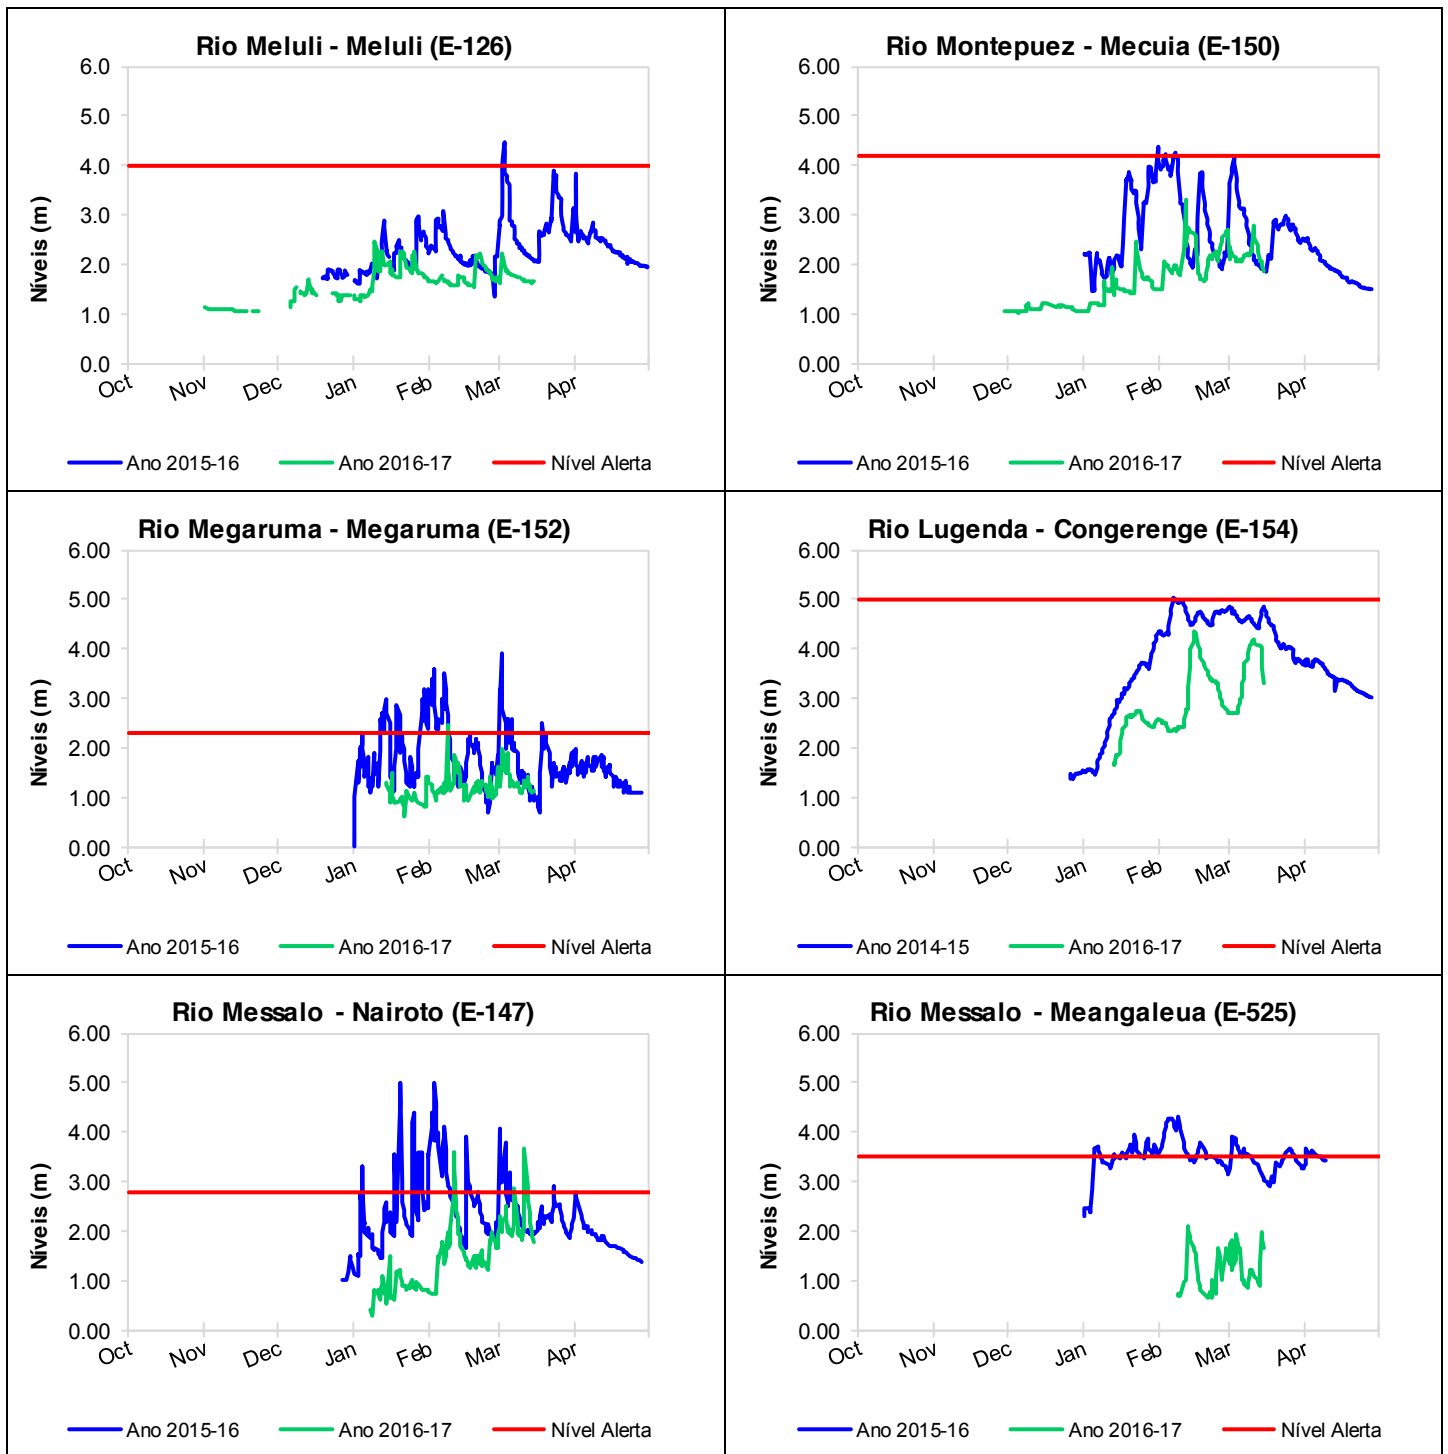 Rio Meluli - Meluli (E-126)
6.0
5.0
4.0
3.0
2.0
1.0
0.0
Níveis (m)
Oct Nov Dec Jan Feb Mar Apr
Ano 2015-16 Ano 2016-17 Nível Alerta
Rio Montepuez - Mecuia (E-150)
6.00
5.00
4.00
3.00
2.00
1.00
0.00
Níveis (m)
Oct Nov Dec Jan Feb Mar Apr
Ano 2015-16 Ano 2016-17 Nível Alerta
Rio Megaruma - Megaruma (E-152)
6.00
5.00
4.00
3.00
2.00
1.00
0.00
Níveis (m)
Oct Nov Dec Jan Feb Mar Apr
Ano 2015-16 Ano 2016-17 Nível Alerta
Rio Lugenda - Congerenge (E-154)
6.00
5.00
4.00
3.00
2.00
1.00
0.00
Níveis (m)
Oct Nov Dec Jan Feb Mar Apr
Ano 2014-15 Ano 2016-17 Nível Alerta
Rio Messalo - Nairoto (E-147)
6.00
5.00
4.00
3.00
2.00
1.00
0.00
Níveis (m)
Oct Nov Dec Jan Feb Mar Apr
Ano 2015-16 Ano 2016-17 Nível Alerta
Rio Messalo - Meangaleua (E-525)
6.00
5.00
4.00
3.00
2.00
1.00
0.00
Níveis (m)
Oct Nov Dec Jan Feb Mar Apr
Ano 2015-16 Ano 2016-17 Nível Alerta